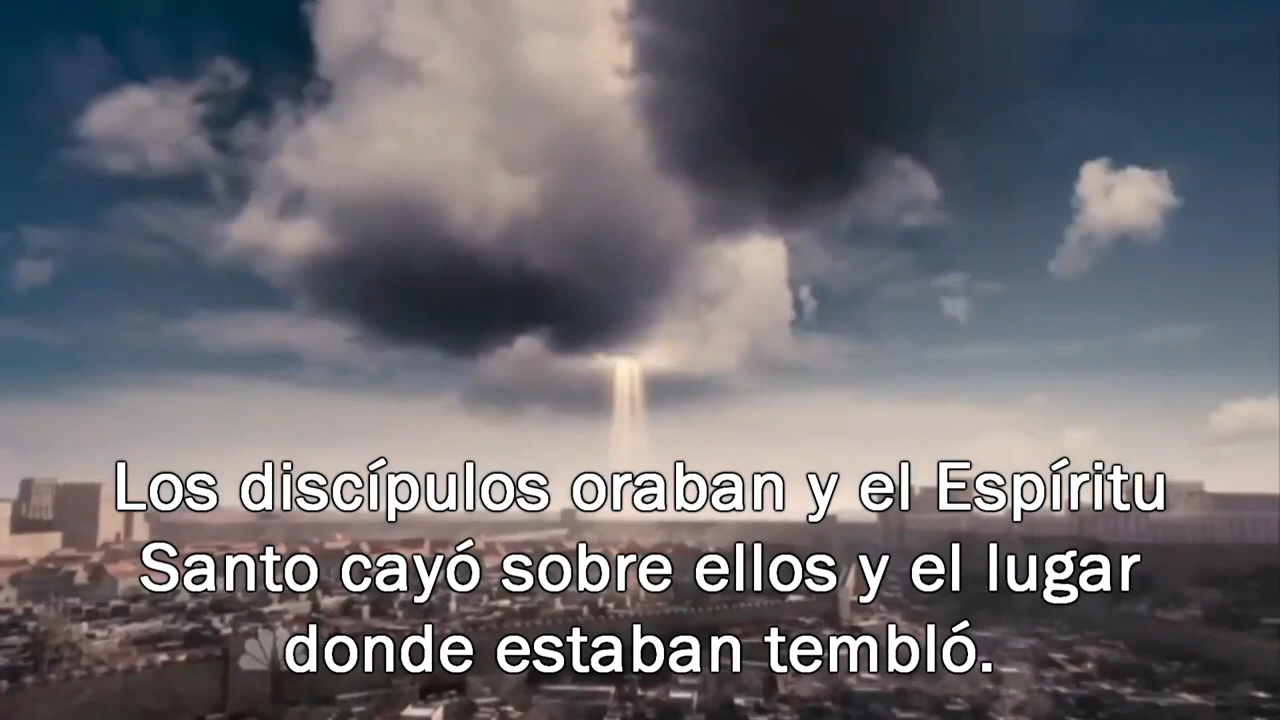 Los discípulos oraban y el Espíritu
Santo cayó sobre ellos y el lugar
donde estaban tembló.